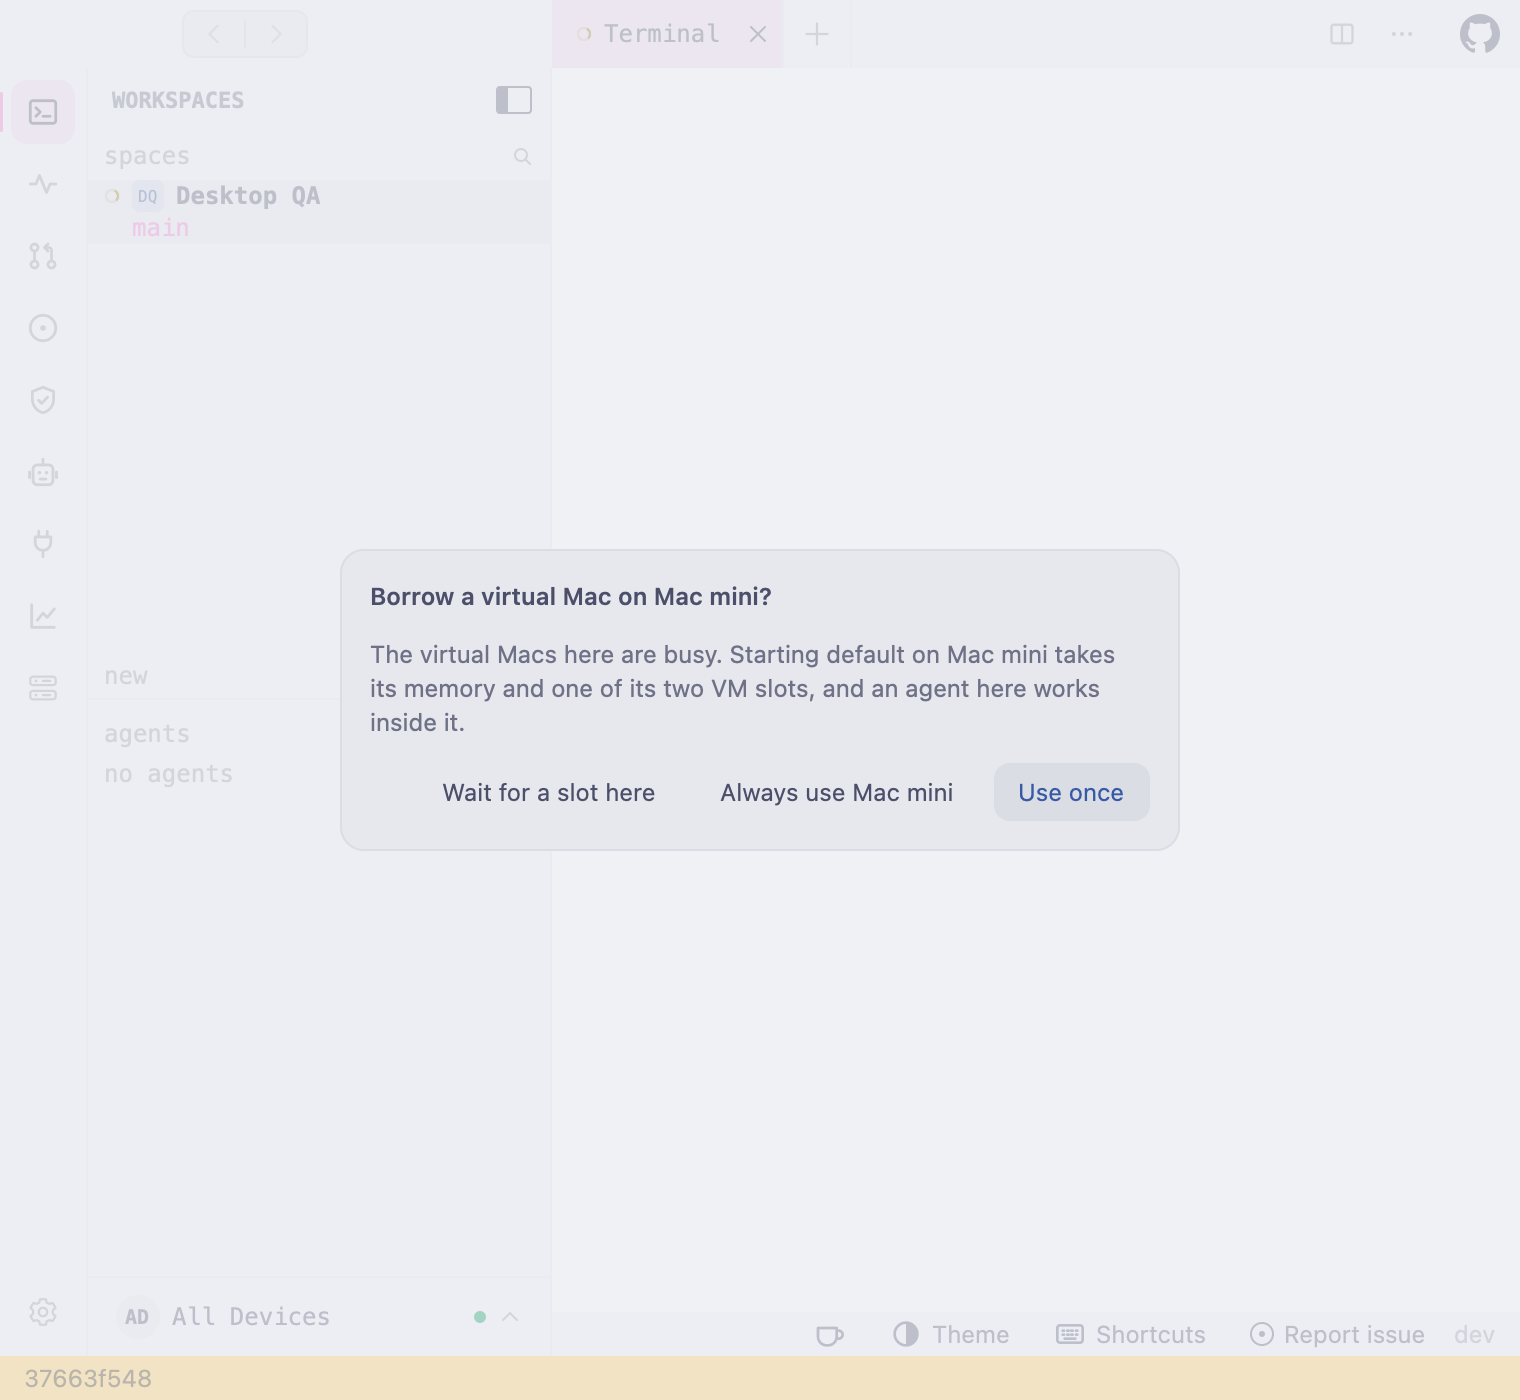 Terminal
WORKSPACES
spaces
DQ Desktop QA
main
new
agents
no agents
Borrow a virtual Mac on Mac mini?
The virtual Macs here are busy. Starting default on Mac mini takes
its memory and one of its two VM slots, and an agent here works
inside it.
Wait for a slot here Always use Mac mini Use once
AD All Devices
Theme Shortcuts Report issue dev
37663f548